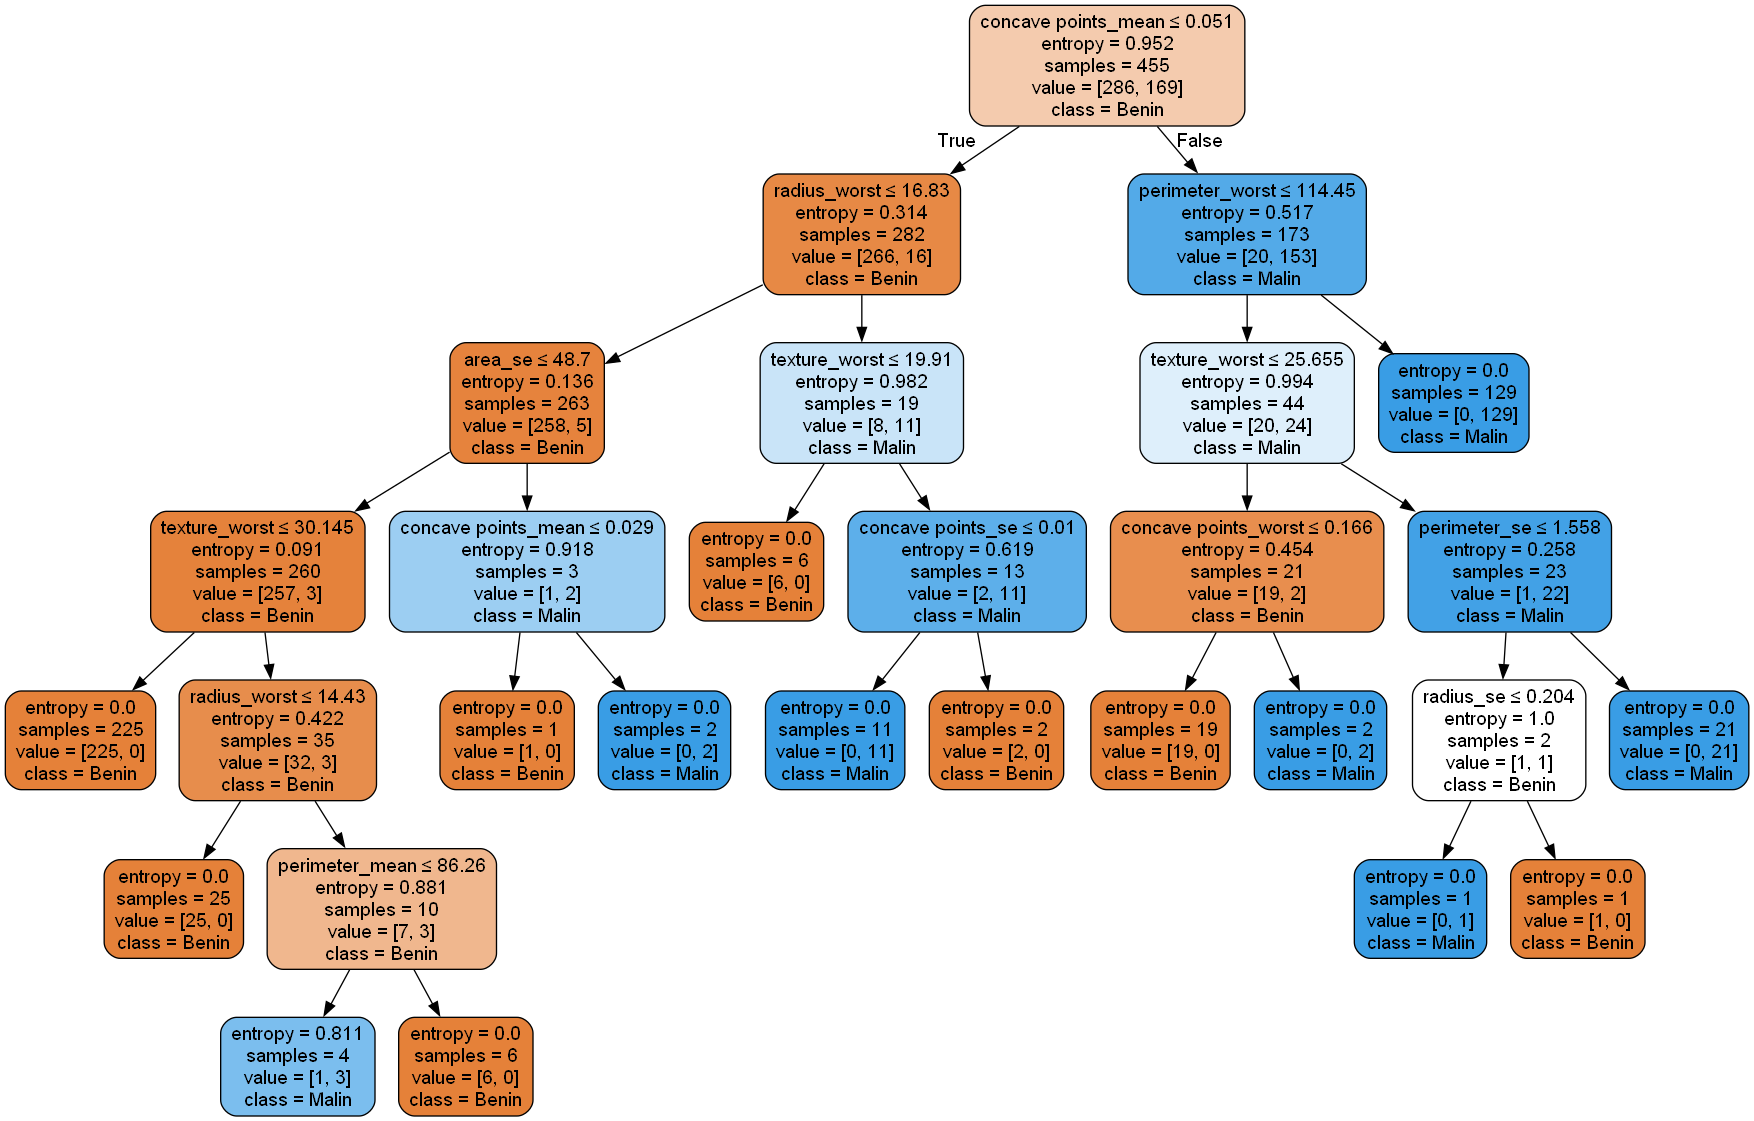 concave points_mean ≤ 0.051
entropy = 0.952
samples = 455
value = [286, 169]
class = Benin
True
False
radius_worst ≤ 16.83
entropy = 0.314
samples = 282
value = [266, 16]
class = Benin
perimeter_worst ≤ 114.45
entropy = 0.517
samples = 173
value = [20, 153]
class = Malin
area_se ≤ 48.7
entropy = 0.136
samples = 263
value = [258, 5]
class = Benin
texture_worst ≤ 19.91
entropy = 0.982
samples = 19
value = [8, 11]
class = Malin
texture_worst ≤ 25.655
entropy = 0.994
samples = 44
value = [20, 24]
class = Malin
entropy = 0.0
samples = 129
value = [0, 129]
class = Malin
texture_worst ≤ 30.145
entropy = 0.091
samples = 260
value = [257, 3]
class = Benin
concave points_mean ≤ 0.029
entropy = 0.918
samples = 3
value = [1, 2]
class = Malin
entropy = 0.0
samples = 6
value = [6, 0]
class = Benin
concave points_se ≤ 0.01
entropy = 0.619
samples = 13
value = [2, 11]
class = Malin
concave points_worst ≤ 0.166
entropy = 0.454
samples = 21
value = [19, 2]
class = Benin
perimeter_se ≤ 1.558
entropy = 0.258
samples = 23
value = [1, 22]
class = Malin
entropy = 0.0
samples = 225
value = [225, 0]
class = Benin
radius_worst ≤ 14.43
entropy = 0.422
samples = 35
value = [32, 3]
class = Benin
entropy = 0.0
samples = 1
value = [1, 0]
class = Benin
entropy = 0.0
samples = 2
value = [0, 2]
class = Malin
entropy = 0.0
samples = 11
value = [0, 11]
class = Malin
entropy = 0.0
samples = 2
value = [2, 0]
class = Benin
entropy = 0.0
samples = 19
value = [19, 0]
class = Benin
entropy = 0.0
samples = 2
value = [0, 2]
class = Malin
radius_se ≤ 0.204
entropy = 1.0
samples = 2
value = [1, 1]
class = Benin
entropy = 0.0
samples = 21
value = [0, 21]
class = Malin
entropy = 0.0
samples = 25
value = [25, 0]
class = Benin
perimeter_mean ≤ 86.26
entropy = 0.881
samples = 10
value = [7, 3]
class = Benin
entropy = 0.0
samples = 1
value = [0, 1]
class = Malin
entropy = 0.0
samples = 1
value = [1, 0]
class = Benin
entropy = 0.811
samples = 4
value = [1, 3]
class = Malin
entropy = 0.0
samples = 6
value = [6, 0]
class = Benin